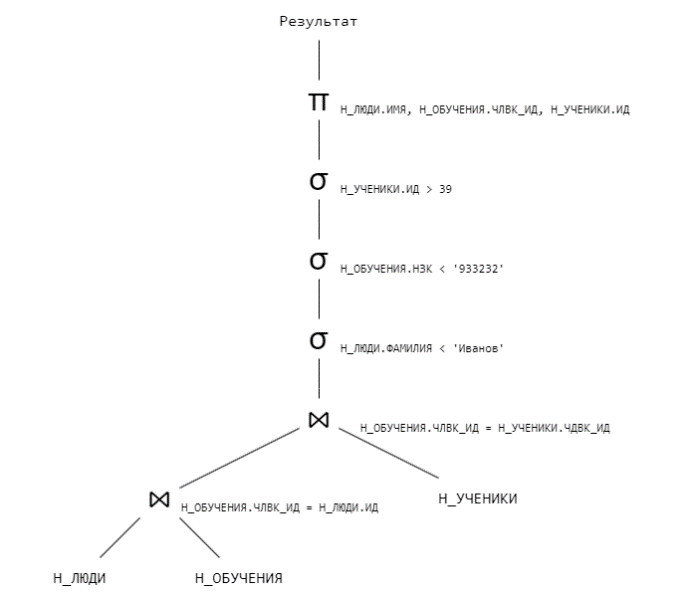 Результат
π Н_ЛЮДИ.ИМЯ, Н_ОБУЧЕНИЯ.ЧЛВК_ИД, Н_УЧЕНИКИ.ИД
σ Н_УЧЕНИКИ.ИД > 39
σ Н_ОБУЧЕНИЯ.НЗК < '933232'
σ Н_ЛЮДИ.ФАМИЛИЯ < 'Иванов'
⋈ Н_ОБУЧЕНИЯ.ЧЛВК_ИД = Н_УЧЕНИКИ.ЧДВК_ИД
Н_УЧЕНИКИ
⋈ Н_ОБУЧЕНИЯ.ЧЛВК_ИД = Н_ЛЮДИ.ИД
Н_ЛЮДИ
Н_ОБУЧЕНИЯ